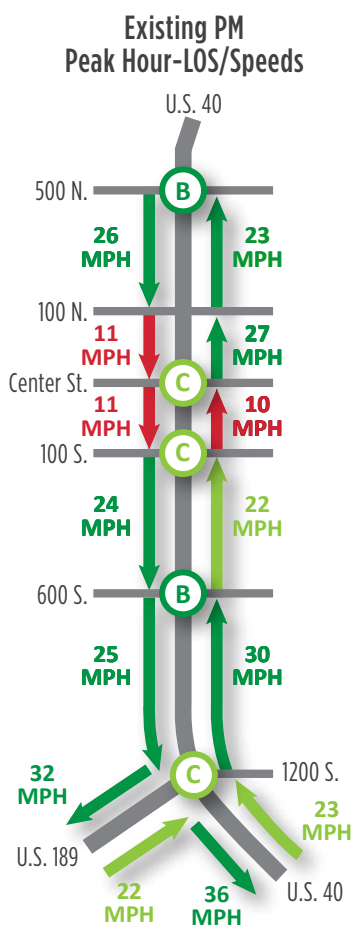 Existing PM
Peak Hour-LOS/Speeds
U.S. 40
500 N.
B
26
MPH
23
MPH
100 N.
11
MPH
27
MPH
Center St.
C
11
MPH
10
MPH
100 S.
C
24
MPH
22
MPH
600 S.
B
25
MPH
30
MPH
C
1200 S.
32
MPH
23
MPH
U.S. 189
22
MPH
36
MPH
U.S. 40